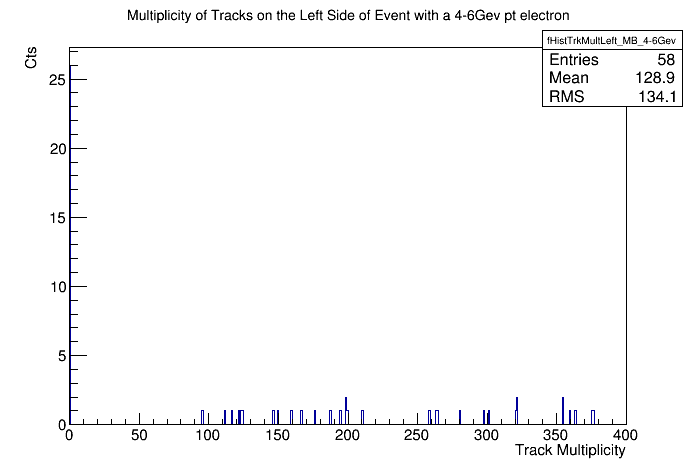 Multiplicity of Tracks on the Left Side of Event with a 4-6Gev pt electron
fHistTrkMultLeft_MB_4-6Gev
Entries 58
Mean 128.9
RMS 134.1
Cts
25
20
15
10
5
0
0 50 100 150 200 250 300 350 400
Track Multiplicity